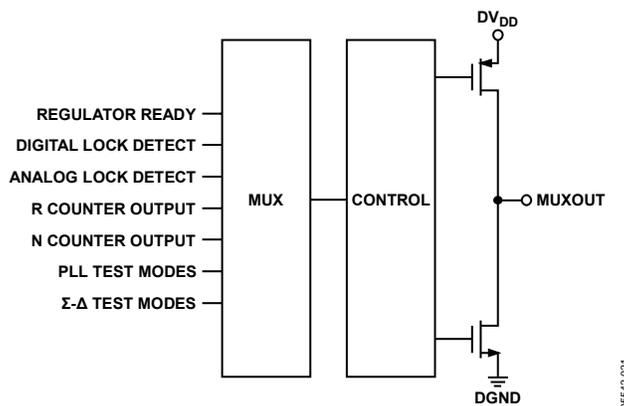 DVDD
REGULATOR READY
DIGITAL LOCK DETECT
ANALOG LOCK DETECT
R COUNTER OUTPUT
N COUNTER OUTPUT
PLL TEST MODES
Σ-Δ TEST MODES
MUX
CONTROL
MUXOUT
DGND